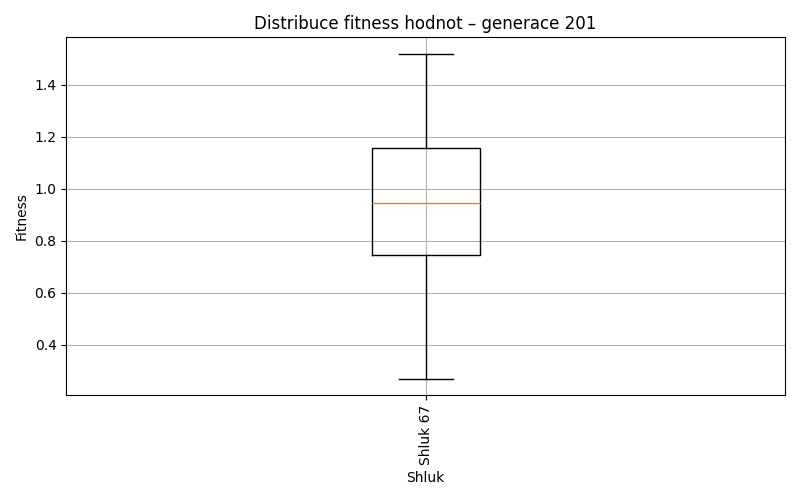 Distribuce fitness hodnot – generace 201
Fitness
1.4
1.2
1.0
0.8
0.6
0.4
Shluk 67
Shluk